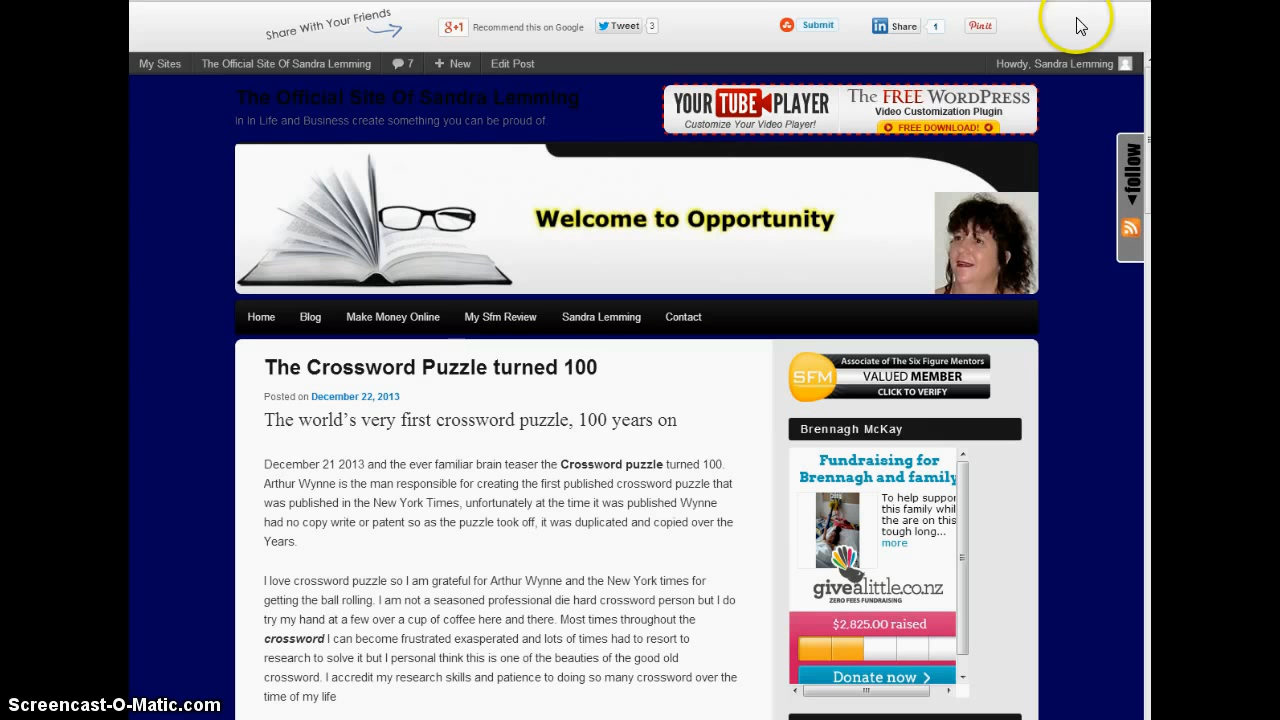 Share With Your Friends
g+1 Recommend this on Google
Tweet 3
Submit
in Share 1
Pin it
My Sites The Official Site Of Sandra Lemming 7 + New Edit Post Howdy, Sandra Lemming
The Official Site Of Sandra Lemming
In In Life and Business create something you can be proud of
YOUR TUBE PLAYER
Customize Your Video Player!
The FREE WORDPRESS
Video Customization Plugin
FREE DOWNLOAD!
follow
Welcome to Opportunity
Home Blog Make Money Online My Sfm Review Sandra Lemming Contact
The Crossword Puzzle turned 100
Posted on December 22, 2013
The world's very first crossword puzzle, 100 years on
December 21 2013 and the ever familiar brain teaser the Crossword puzzle turned 100.
Arthur Wynne is the man responsible for creating the first published crossword puzzle that
was published in the New York Times, unfortunately at the time it was published Wynne
had no copy write or patent so as the puzzle took off, it was duplicated and copied over the
Years.
I love crossword puzzle so I am grateful for Arthur Wynne and the New York times for
getting the ball rolling. I am not a seasoned professional die hard crossword person but I do
try my hand at a few over a cup of coffee here and there. Most times throughout the
crossword I can become frustrated exasperated and lots of times had to resort to
research to solve it but I personal think this is one of the beauties of the good old
crossword. I accredit my research skills and patience to doing so many crossword over the
time of my life
SFM
Associate of The Six Figure Mentors
VALUED MEMBER
CLICK TO VERIFY
Brennagh McKay
Fundraising for
Brennagh and family
To help suppor
this family whil
the are on this
tough long...
more
givealittle.co.nz
ZERO FEES FUNDRAISING
$2,825.00 raised
Donate now
Screencast-O-Matic.com